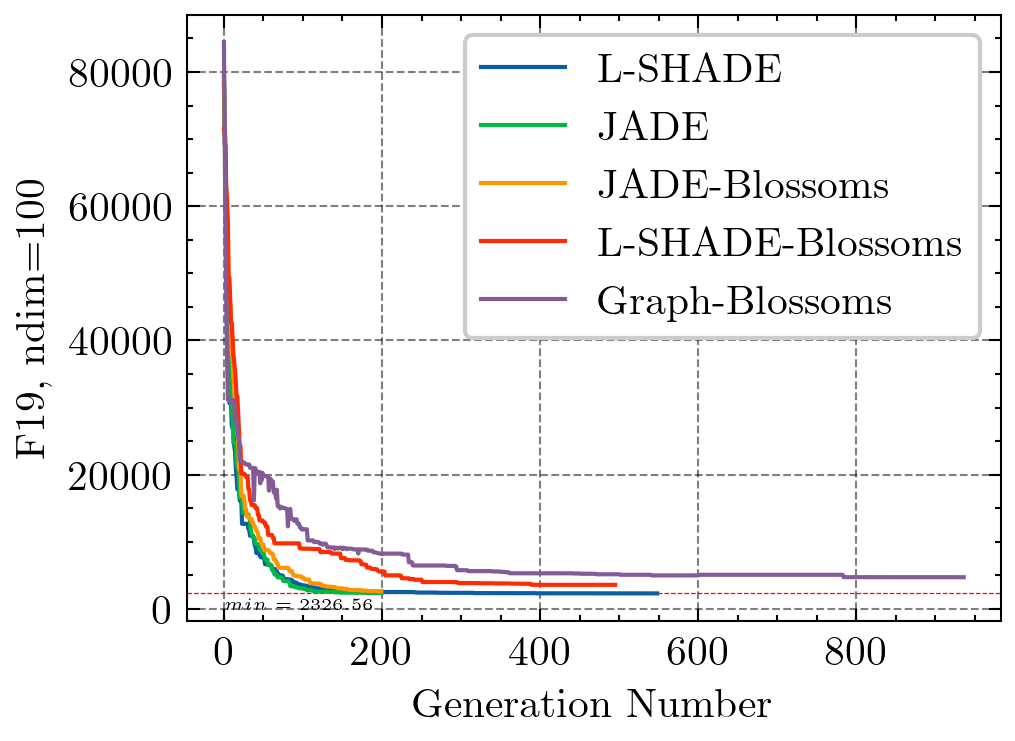 F19, ndim=100
80000
60000
40000
20000
0
L-SHADE
JADE
JADE-Blossoms
L-SHADE-Blossoms
Graph-Blossoms
min = 2326.56
0 200 400 600 800
Generation Number